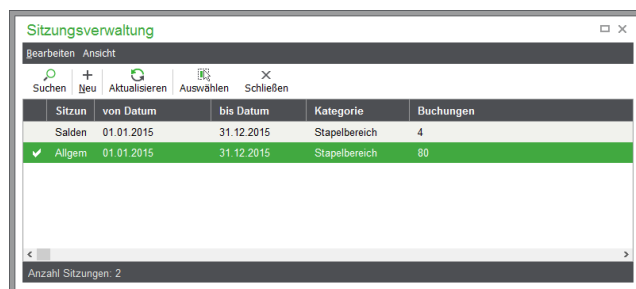 Sitzungsverwaltung
Bearbeiten Ansicht
Suchen Neu Aktualisieren Auswählen Schließen
Sitzun von Datum bis Datum Kategorie Buchungen
Salden 01.01.2015 31.12.2015 Stapelbereich 4
Allgem 01.01.2015 31.12.2015 Stapelbereich 80
Anzahl Sitzungen: 2